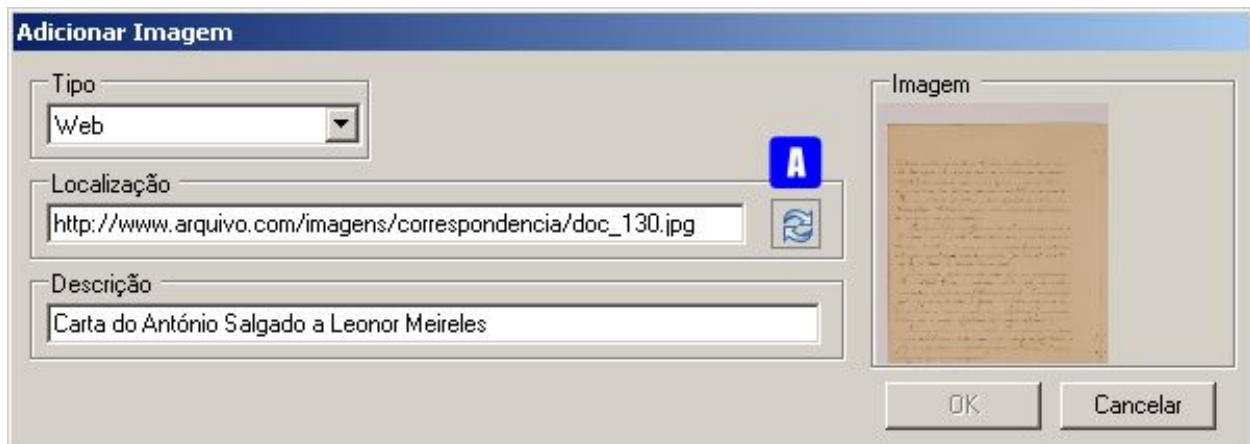 Adicionar Imagem
Tipo
Web
Localização
http://www.arquivo.com/imagens/correspondencia/doc_130.jpg
A
Descrição
Carta do António Salgado a Leonor Meireles
Imagem
OK
Cancelar